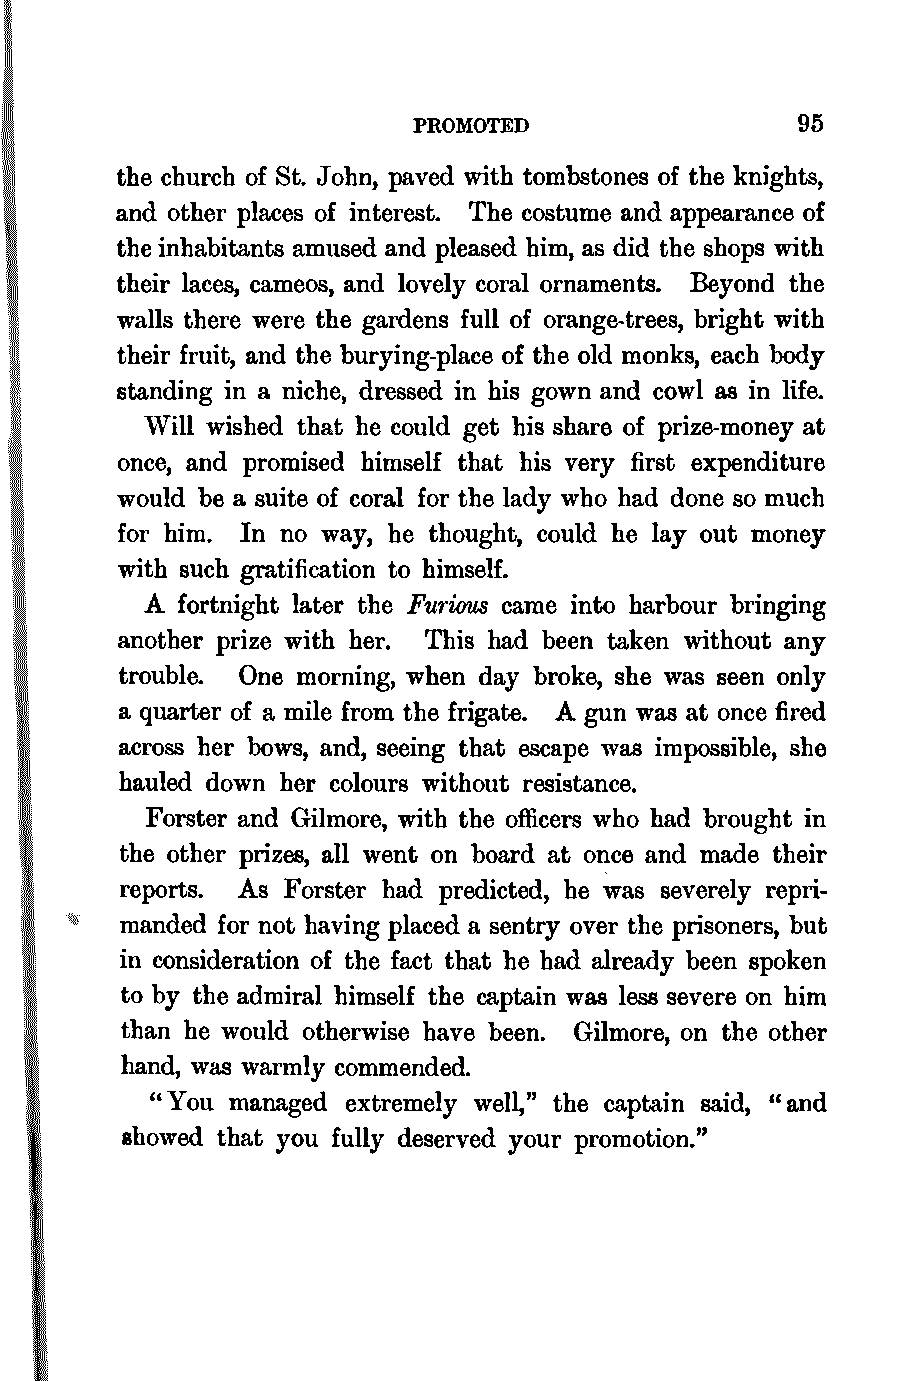 PROMOTED 95
the church of St. John, paved with tombstones of the knights,
and other places of interest. The costume and appearance of
the inhabitants amused and pleased him, as did the shops with
their laces, cameos, and lovely coral ornaments. Beyond the
walls there were the gardens full of orange-trees, bright with
their fruit, and the burying-place of the old monks, each body
standing in a niche, dressed in his gown and cowl as in life.
Will wished that he could get his share of prize-money at
once, and promised himself that his very first expenditure
would be a suite of coral for the lady who had done so much
for him. In no way, he thought, could he lay out money
with such gratification to himself.
A fortnight later the Furious came into harbour bringing
another prize with her. This had been taken without any
trouble. One morning, when day broke, she was seen only
a quarter of a mile from the frigate. A gun was at once fired
across her bows, and, seeing that escape was impossible, she
hauled down her colours without resistance.
Forster and Gilmore, with the officers who had brought in
the other prizes, all went on board at once and made their
reports. As Forster had predicted, he was severely repri-
manded for not having placed a sentry over the prisoners, but
in consideration of the fact that he had already been spoken
to by the admiral himself the captain was less severe on him
than he would otherwise have been. Gilmore, on the other
hand, was warmly commended.
"You managed extremely well," the captain said, "and
showed that you fully deserved your promotion."